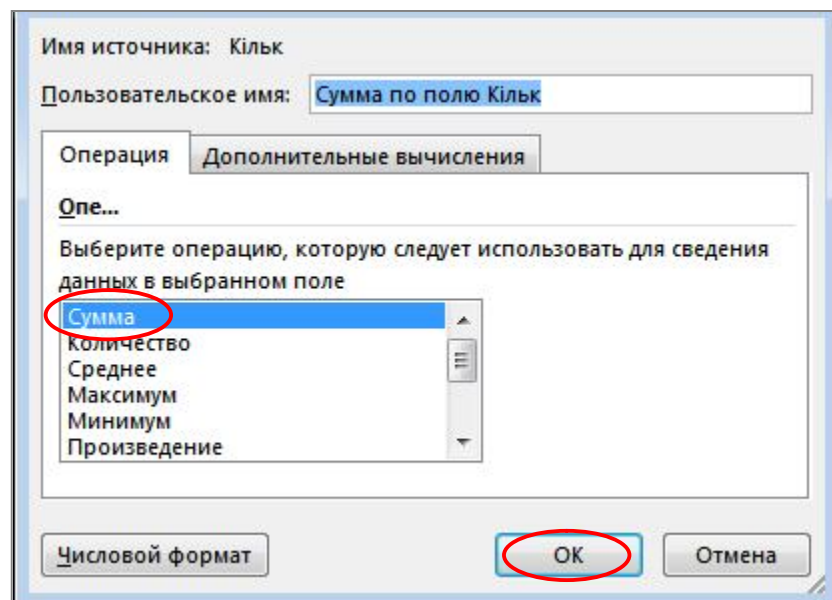 Имя источника: Кільк
Пользовательское имя: Сумма по полю Кільк
Операция Дополнительные вычисления
Опе...
Выберите операцию, которую следует использовать для сведения
данных в выбранном поле
Сумма
Количество
Среднее
Максимум
Минимум
Произведение
Числовой формат ОК Отмена